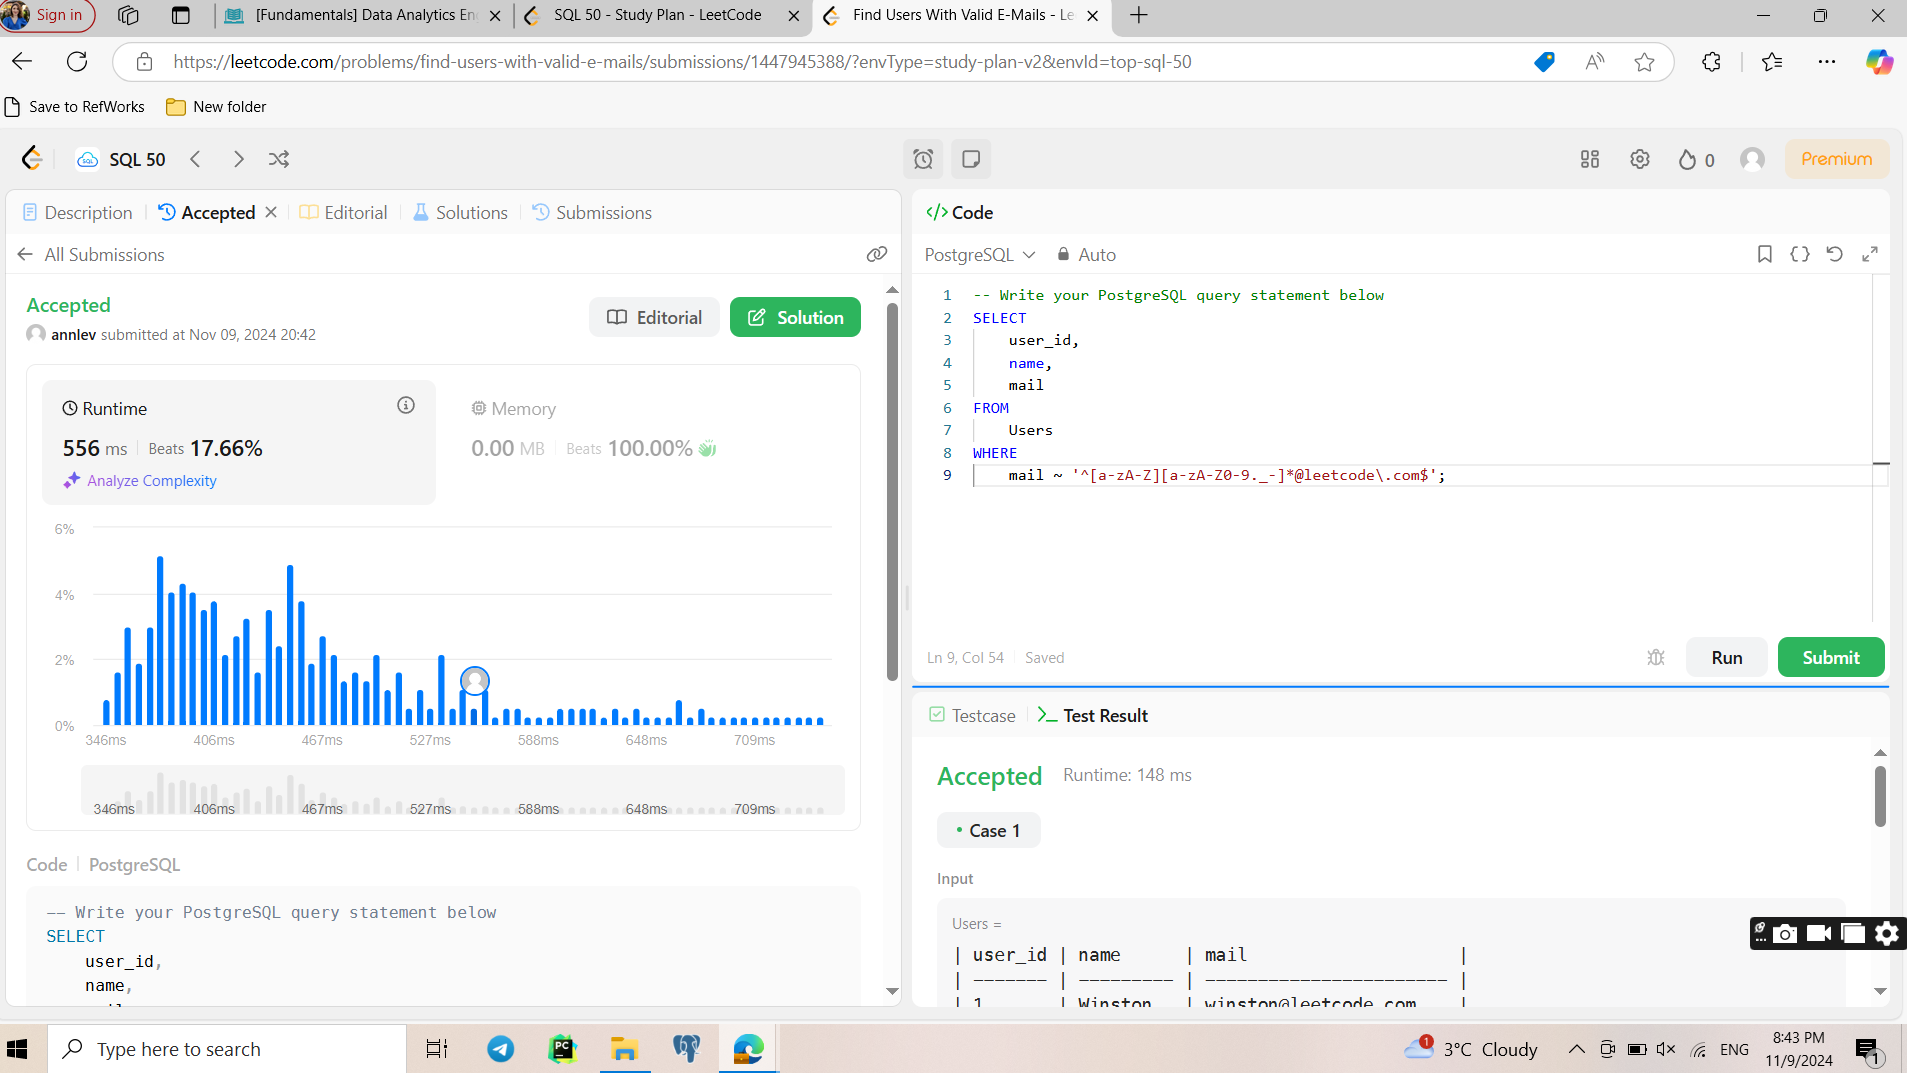 Sign in
[Fundamentals] Data Analytics En
SQL 50 - Study Plan - LeetCode
Find Users With Valid E-Mails - Le
https://leetcode.com/problems/find-users-with-valid-e-mails/submissions/1447945388/?envType=study-plan-v2&envId=top-sql-50
Save to RefWorks
New folder
SQL 50
0
Premium
Description
Accepted
Editorial
Solutions
Submissions
All Submissions
Accepted
annlev submitted at Nov 09, 2024 20:42
Editorial
Solution
Runtime
556 ms
Beats 17.66%
Analyze Complexity
Memory
0.00 MB
Beats 100.00%
6%
4%
2%
0%
346ms 406ms 467ms 527ms 588ms 648ms 709ms
346ms 406ms 467ms 527ms 588ms 648ms 709ms
Code
PostgreSQL
-- Write your PostgreSQL query statement below
SELECT
user_id,
name,
</> Code
PostgreSQL
Auto
1 -- Write your PostgreSQL query statement below
2 SELECT
3 user_id,
4 name,
5 mail
6 FROM
7 Users
8 WHERE
9 mail ~ '^[a-zA-Z][a-zA-Z0-9._-]*@leetcode\.com$';
Ln 9, Col 54
Saved
Run
Submit
Testcase
Test Result
Accepted
Runtime: 148 ms
Case 1
Input
Users =
| user_id | name | mail |
| ------- | --------- | ----------------------- |
| 1 | Winston | winston@leetcode.com |
Type here to search
PC
1
3°C Cloudy
ENG
8:43 PM
11/9/2024
1